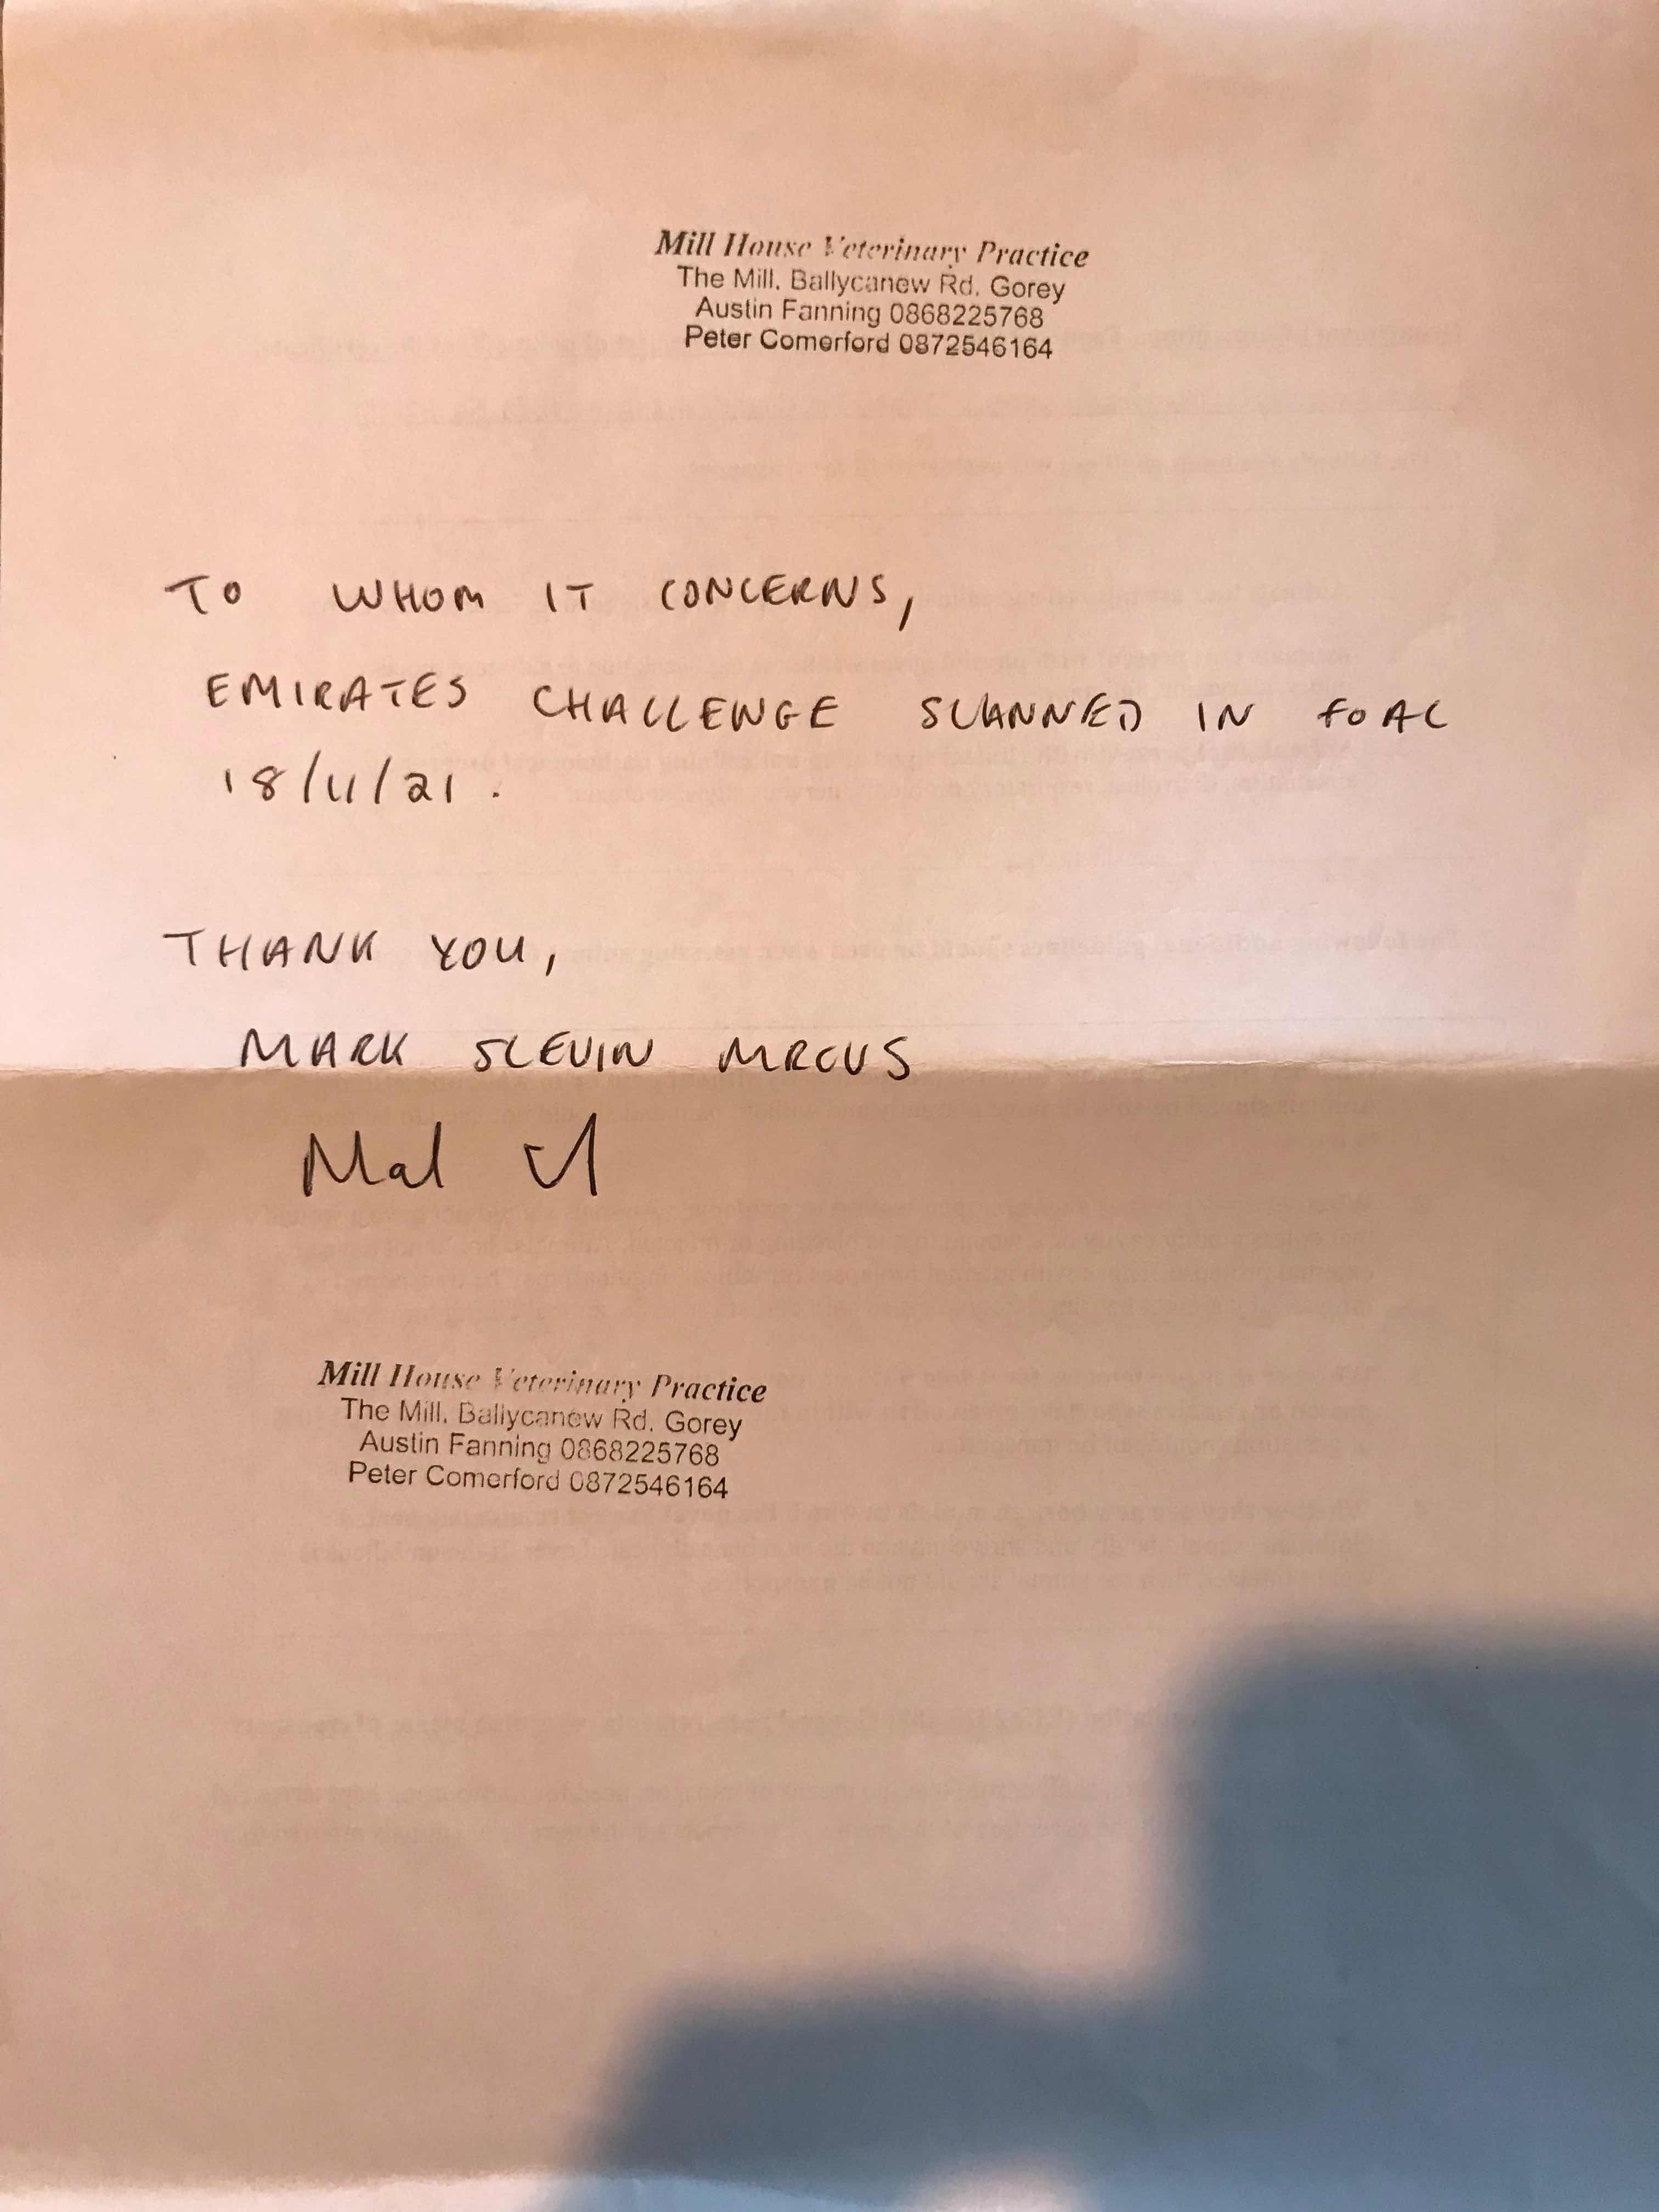 Mill House Veterinary Practice
The Mill, Ballycanew Rd, Gorey
Austin Fanning 0868225768
Peter Comerford 0872546164
TO WHOM IT CONCERNS,
EMIRATES CHALLENGE SCANNED IN FOAL
18/11/21.
THANK YOU,
MARK SLEVIN MRCVS
Mill House Veterinary Practice
The Mill, Ballycanew Rd, Gorey
Austin Fanning 0868225768
Peter Comerford 0872546164